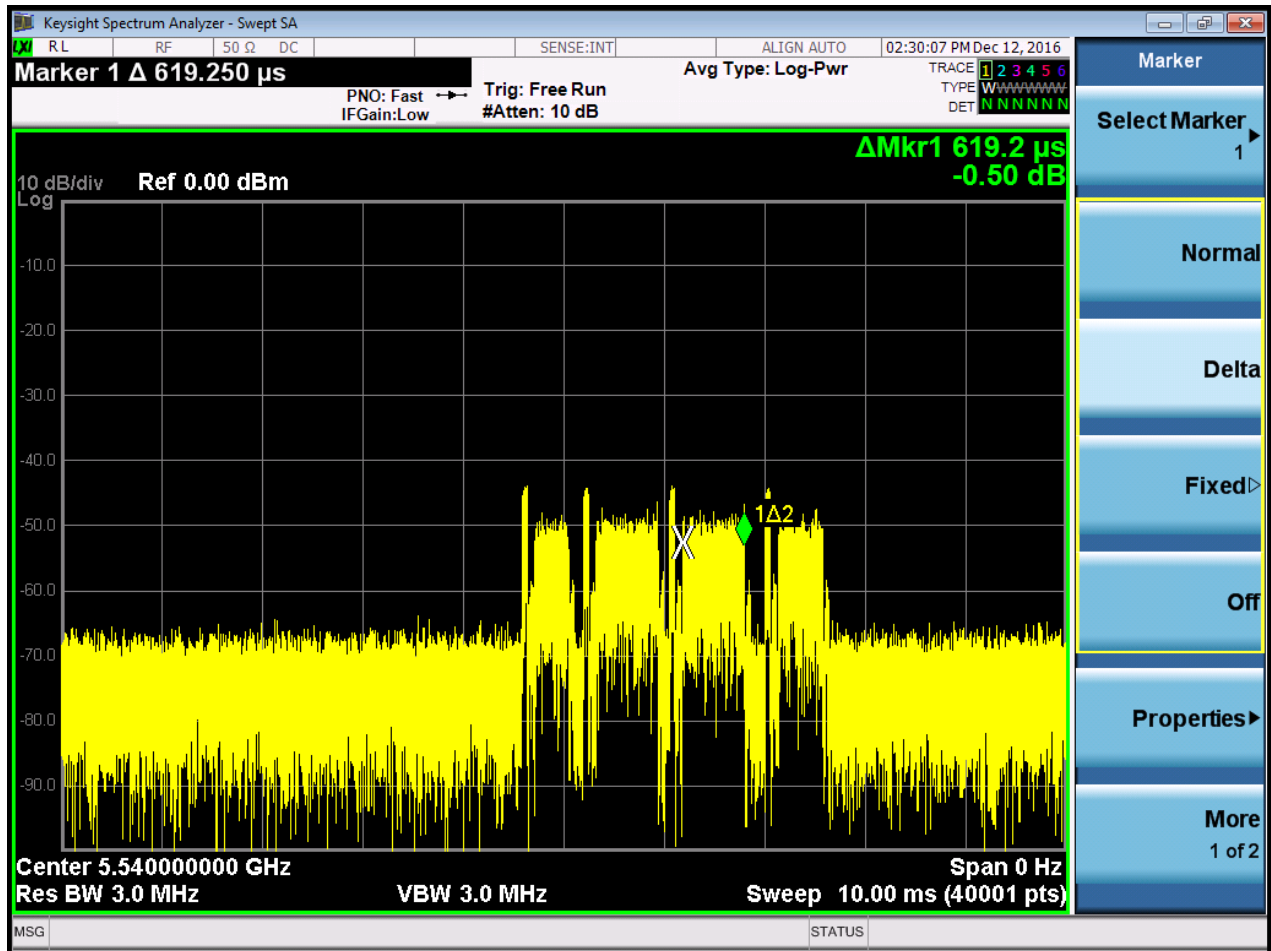 Keysight Spectrum Analyzer - Swept SA
LXI RL RF 50 Ω DC SENSE:INT ALIGN AUTO 02:30:07 PM Dec 12, 2016
Marker 1 Δ 619.250 µs
PNO: Fast
IFGain:Low
Trig: Free Run
#Atten: 10 dB
Avg Type: Log-Pwr
TRACE 1 2 3 4 5 6
TYPE WWWWWWW
DET N N N N N N
ΔMkr1 619.2 µs
-0.50 dB
10 dB/div Ref 0.00 dBm
Log
-10.0
-20.0
-30.0
-40.0
-50.0
-60.0
-70.0
-80.0
-90.0
1Δ2
X
Center 5.540000000 GHz Span 0 Hz
Res BW 3.0 MHz VBW 3.0 MHz Sweep 10.00 ms (40001 pts)
MSG STATUS
Marker
Select Marker
1
Normal
Delta
Fixed
Off
Properties
More
1 of 2